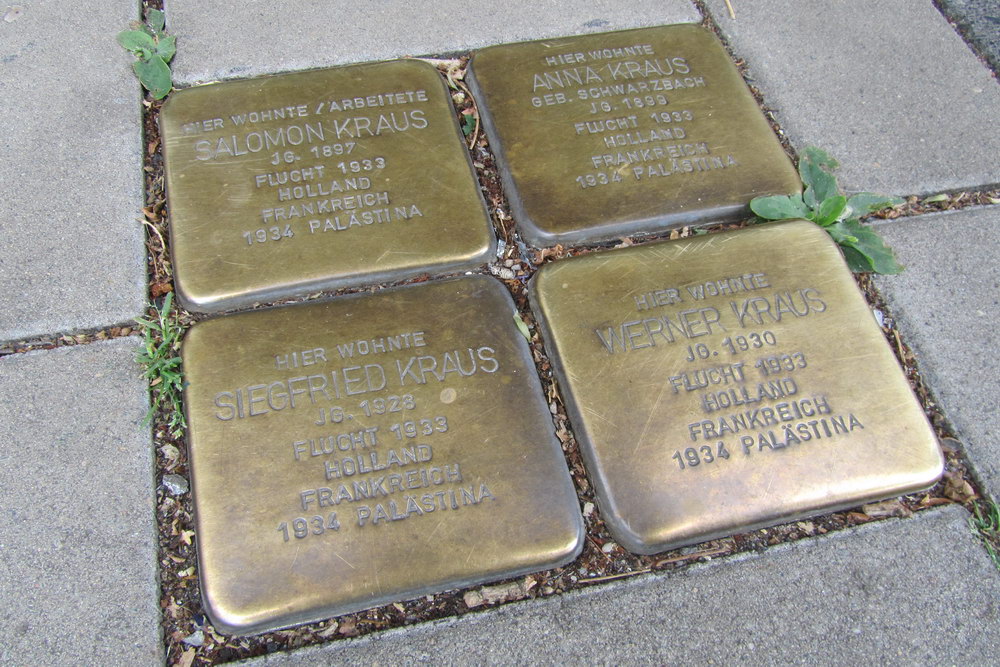 HIER WOHNTE / ARBEITETE
SALOMON KRAUS
JG. 1897
FLUCHT 1933
HOLLAND
FRANKREICH
1934 PALÄSTINA
HIER WOHNTE
ANNA KRAUS
GEB. SCHWARZBACH
JG. 1899
FLUCHT 1933
HOLLAND
FRANKREICH
1934 PALÄSTINA
HIER WOHNTE
SIEGFRIED KRAUS
JG. 1928
FLUCHT 1933
HOLLAND
FRANKREICH
1934 PALÄSTINA
HIER WOHNTE
WERNER KRAUS
JG. 1930
FLUCHT 1933
HOLLAND
FRANKREICH
1934 PALÄSTINA